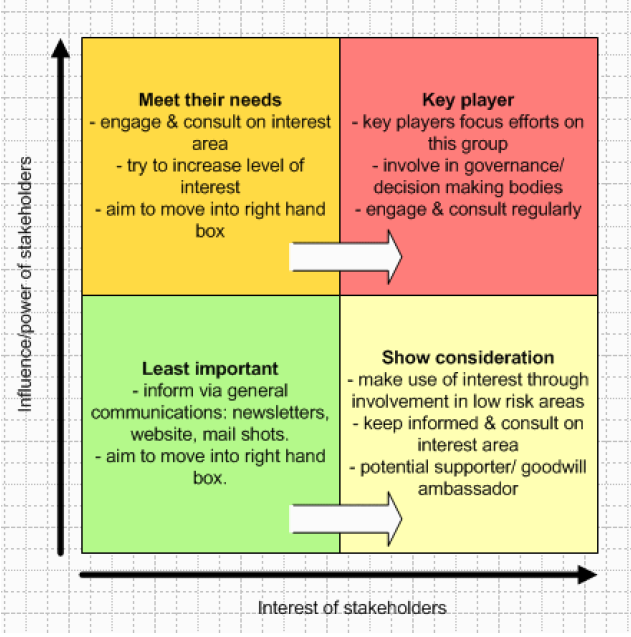 Influence/power of stakeholders
Meet their needs
- engage & consult on interest
area
- try to increase level of
interest
- aim to move into right hand
box
Key player
- key players focus efforts on
this group
- involve in governance/
decision making bodies
- engage & consult regularly
Least important
- inform via general
communications: newsletters,
website, mail shots.
- aim to move into right hand
box.
Show consideration
- make use of interest through
involvement in low risk areas
- keep informed & consult on
interest area
- potential supporter/ goodwill
ambassador
Interest of stakeholders